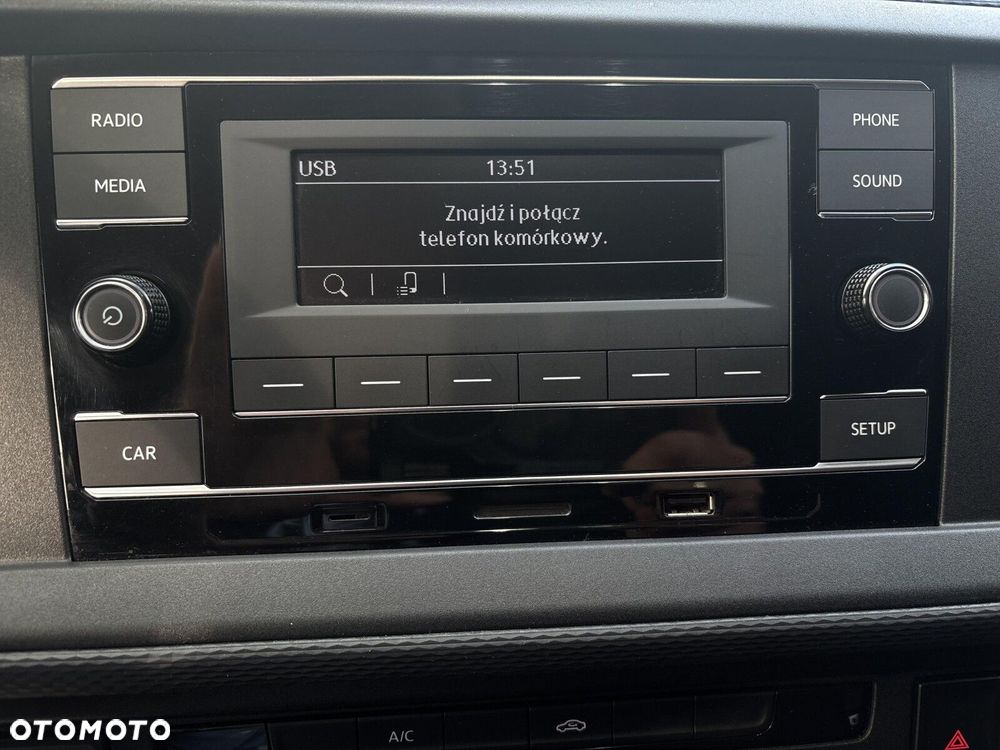 RADIO
PHONE
MEDIA
SOUND
USB 13:51
Znajdź i połącz
telefon komórkowy.
CAR
SETUP
OTOMOTO
A/C